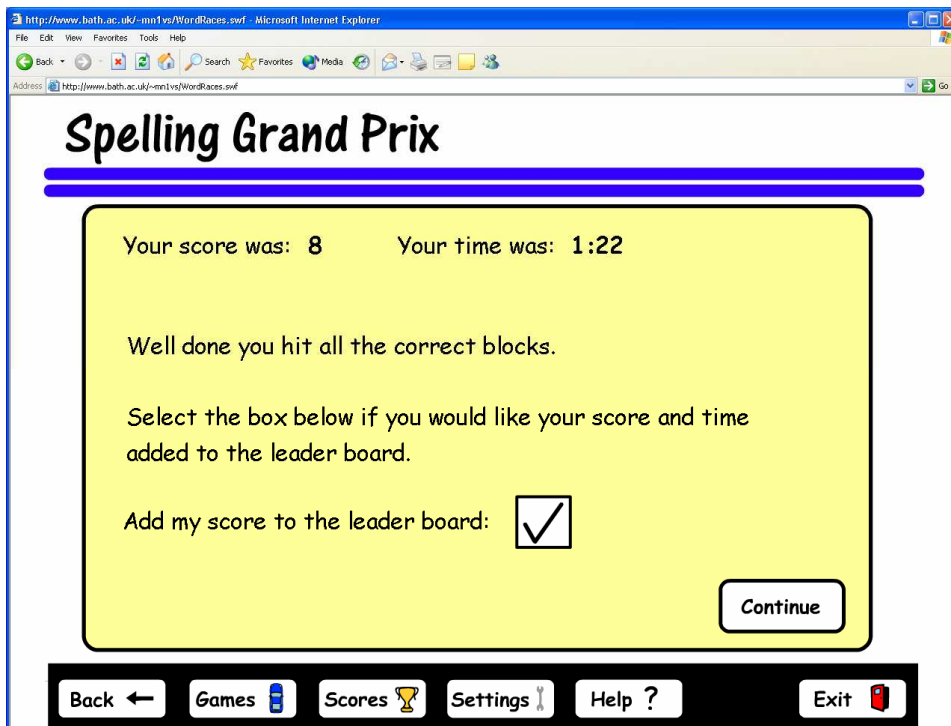 http://www.bath.ac.uk/~mn1vs/WordRaces.swf - Microsoft Internet Explorer
File Edit View Favorites Tools Help
Back Search Favorites Media
Address http://www.bath.ac.uk/~mn1vs/WordRaces.swf Go
Spelling Grand Prix
Your score was: 8 Your time was: 1:22
Well done you hit all the correct blocks.
Select the box below if you would like your score and time
added to the leader board.
Add my score to the leader board:
Continue
Back Games Scores Settings Help ? Exit